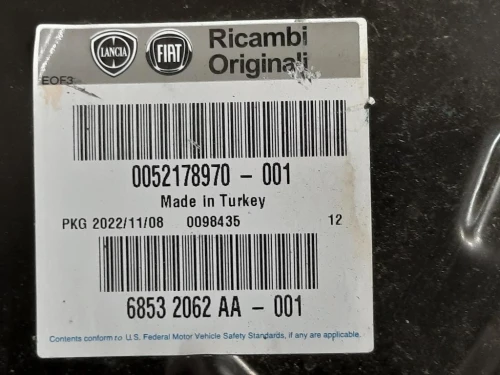 LANCIA FIAT Ricambi
Originali
EOF3
0052178970 - 001
Made in Turkey
PKG 2022/11/08 0098435 12
6853 2062 AA - 001
Contents conform to U.S. Federal Motor Vehicle Safety Standards, if any are applicable.